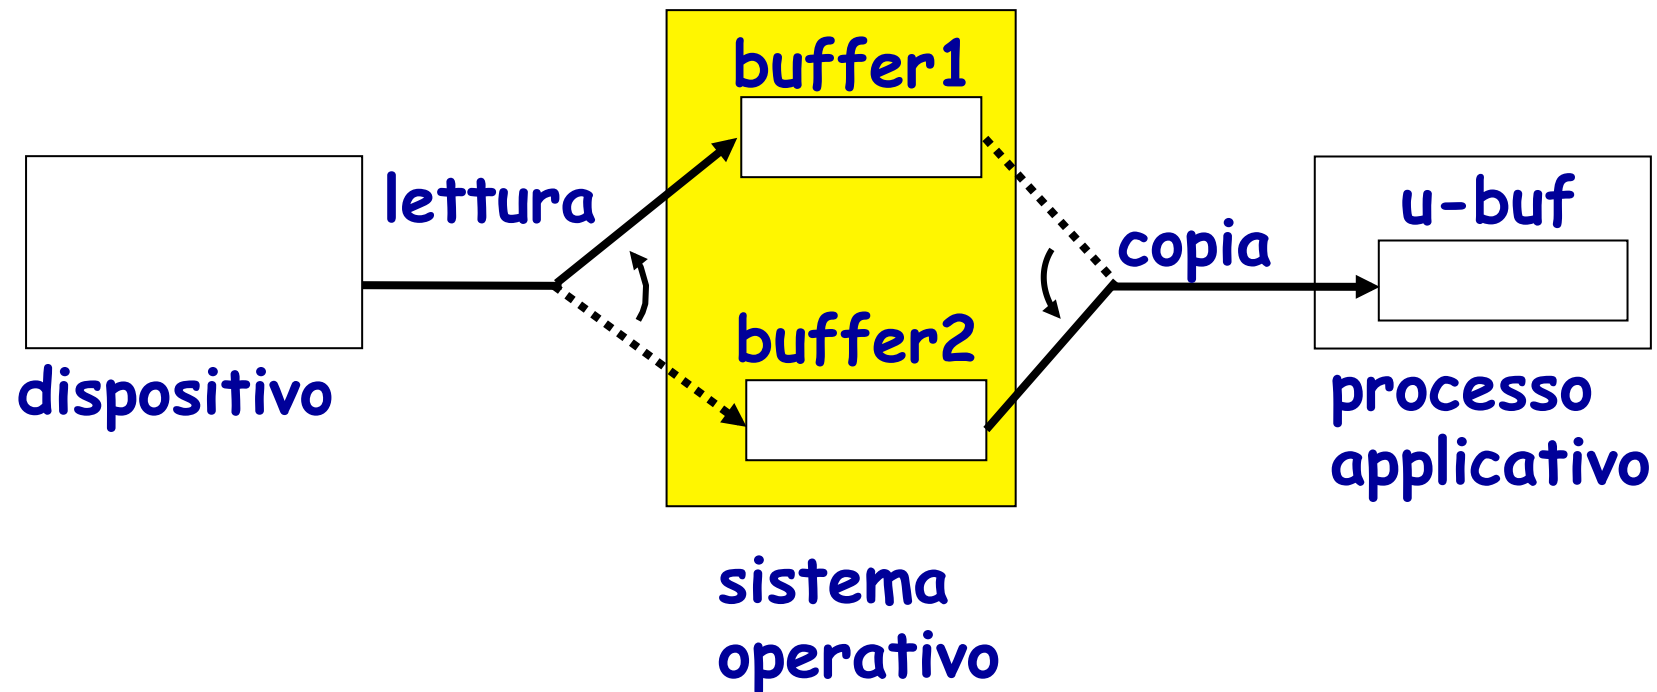 buffer1
lettura
u-buf
copia
buffer2
dispositivo
processo
applicativo
sistema
operativo